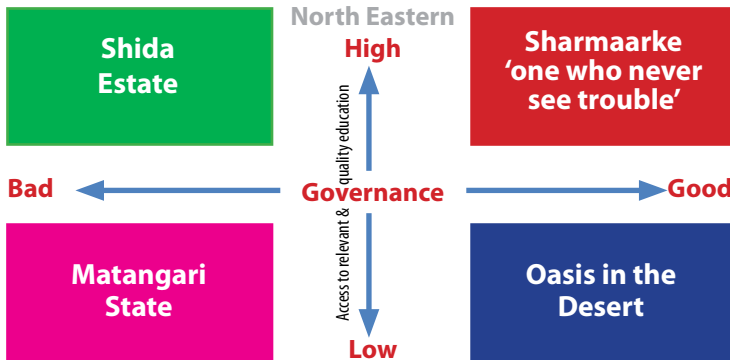 North Eastern
Shida
Estate
High
Sharmaarke
‘one who never
see trouble’
Access to relevant & quality education
Bad
Governance
Good
Matangari
State
Oasis in the
Desert
Low